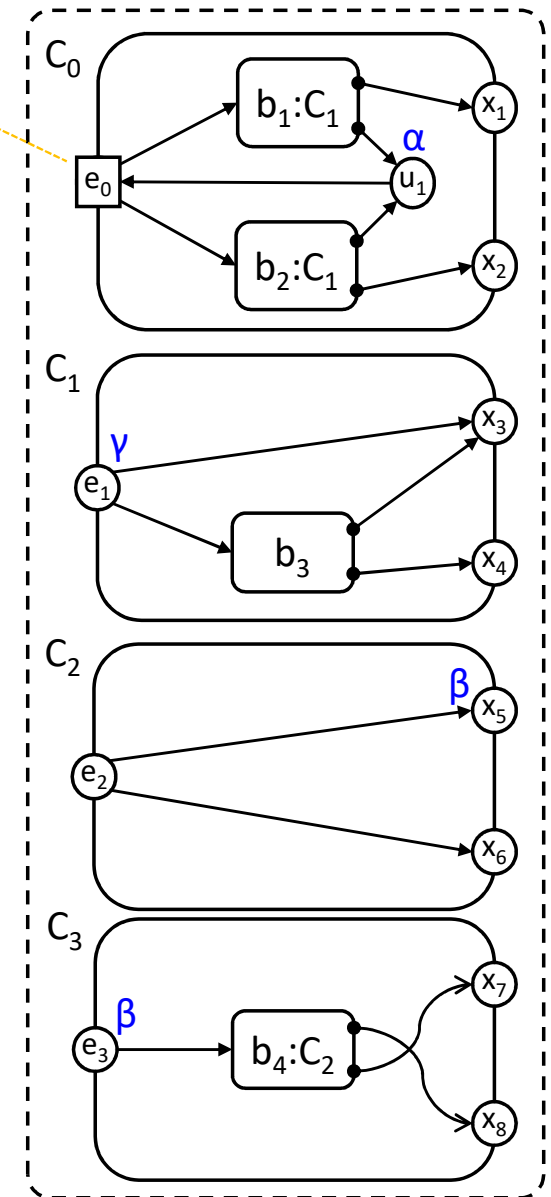 C₀
b₁:C₁
x₁
α
e₀
u₁
b₂:C₁
x₂
C₁
x₃
γ
e₁
b₃
x₄
C₂
β
x₅
e₂
x₆
C₃
x₇
β
e₃
b₄:C₂
x₈